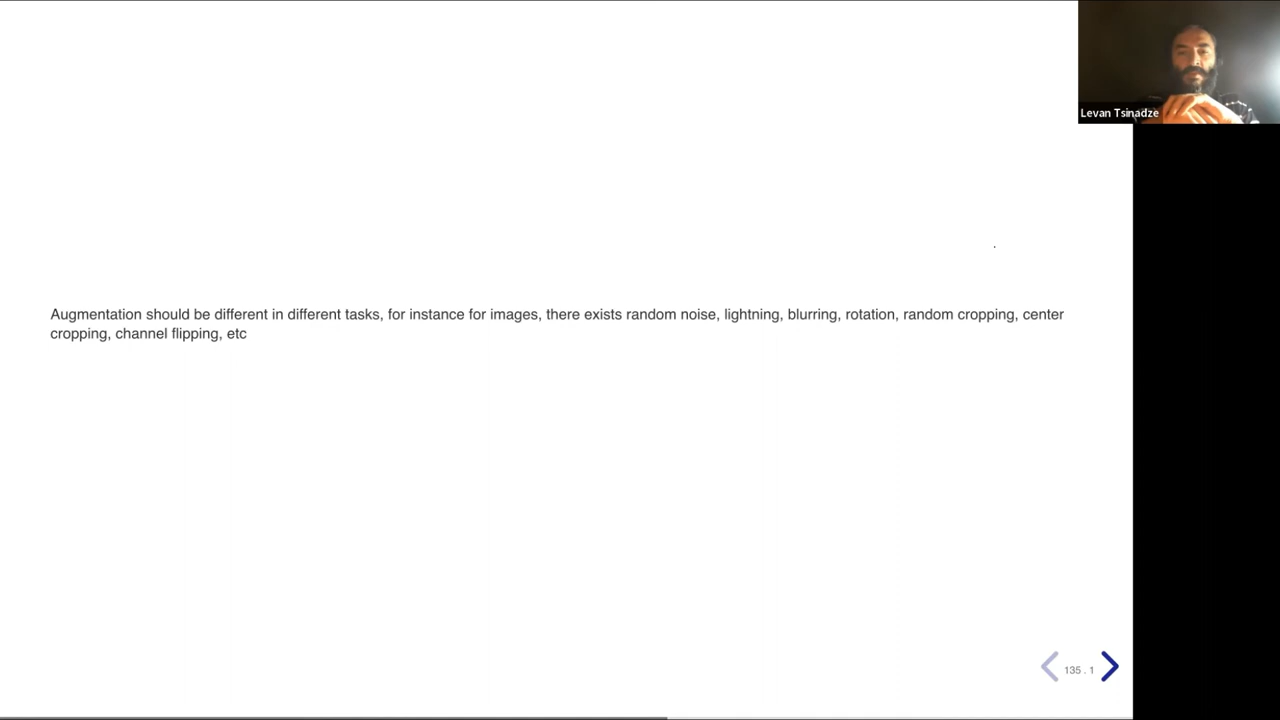 Levan Tsinadze
Augmentation should be different in different tasks, for instance for images, there exists random noise, lightning, blurring, rotation, random cropping, center
cropping, channel flipping, etc
135 . 1